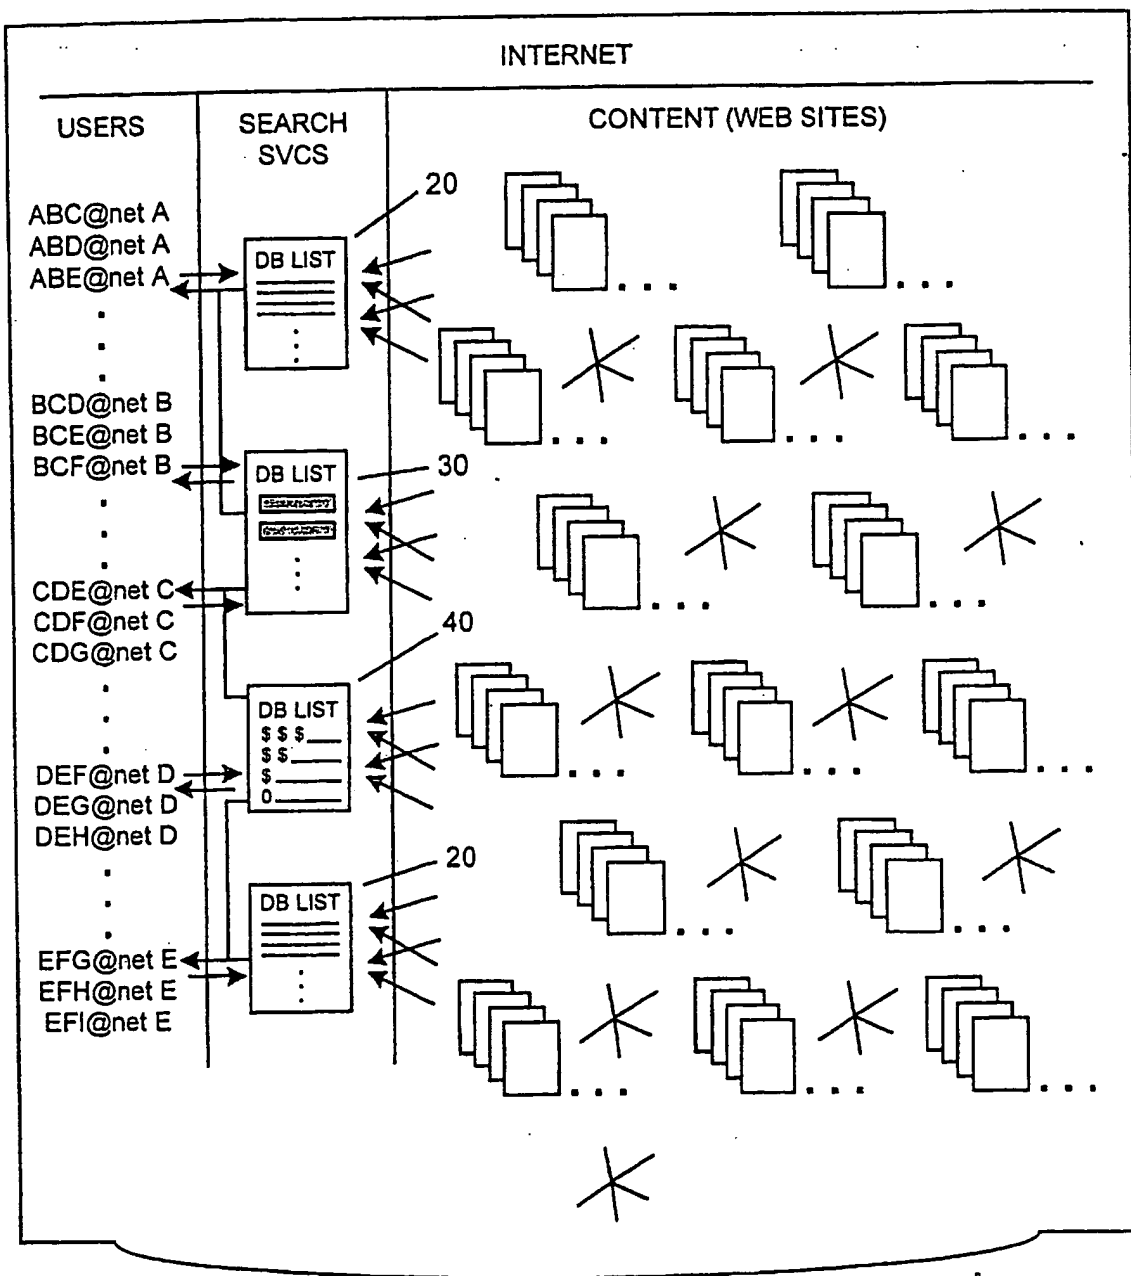 INTERNET
USERS
SEARCH
SVCS
CONTENT (WEB SITES)
ABC@net A
ABD@net A
ABE@net A
BCD@net B
BCE@net B
BCF@net B
CDE@net C
CDF@net C
CDG@net C
DEF@net D
DEG@net D
DEH@net D
EFG@net E
EFH@net E
EFI@net E
20
DB LIST
30
DB LIST
40
DB LIST
$ $ $
$ $
$
0
20
DB LIST